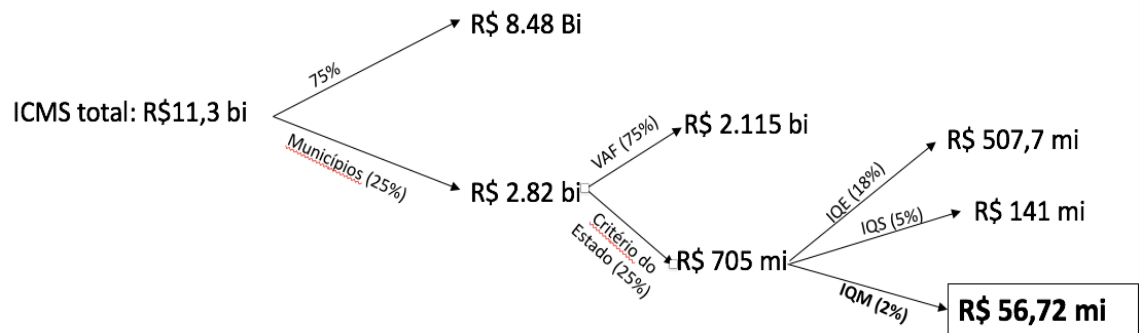 R$ 8.48 Bi
75%
ICMS total: R$11,3 bi
Municípios (25%)
R$ 2.82 bi
VAF (75%)
R$ 2.115 bi
Critério do
Estado (25%)
R$ 705 mi
IQE (18%)
R$ 507,7 mi
IQS (5%)
R$ 141 mi
IQM (2%)
R$ 56,72 mi